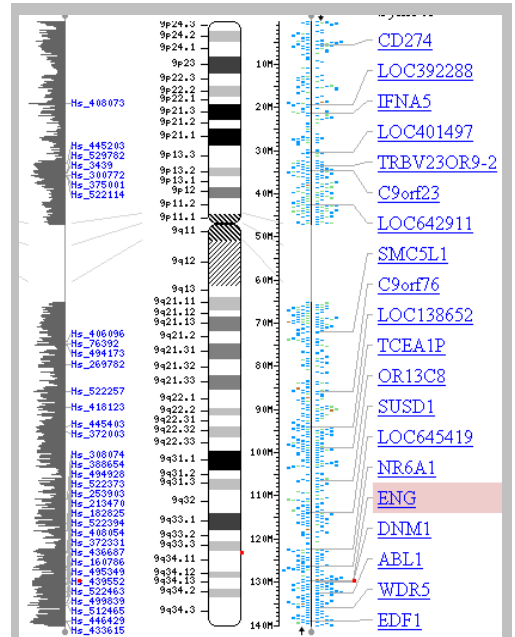 Hs_408073
Hs_445203
Hs_529782
Hs_3439
Hs_300772
Hs_375001
Hs_522114
Hs_406096
Hs_76392
Hs_494173
Hs_269782
Hs_522257
Hs_418123
Hs_445403
Hs_372003
Hs_308074
Hs_388654
Hs_494928
Hs_522373
Hs_253903
Hs_213470
Hs_182825
Hs_522394
Hs_408054
Hs_372331
Hs_436687
Hs_160786
Hs_495349
Hs_439552
Hs_522463
Hs_499839
Hs_512465
Hs_446429
Hs_433615
9p24.3
9p24.2
9p24.1
9p23
9p22.3
9p22.2
9p22.1
9p21.3
9p21.2
9p21.1
9p13.3
9p13.2
9p13.1
9p12
9p11.2
9p11.1
9q11
9q12
9q13
9q21.11
9q21.12
9q21.13
9q21.2
9q21.31
9q21.32
9q21.33
9q22.1
9q22.2
9q22.31
9q22.32
9q22.33
9q31.1
9q31.2
9q31.3
9q32
9q33.1
9q33.2
9q33.3
9q34.11
9q34.12
9q34.13
9q34.2
9q34.3
10M
20M
30M
40M
50M
60M
70M
80M
90M
100M
110M
120M
130M
140M
CD274
LOC392288
IFNA5
LOC401497
TRBV23OR9-2
C9orf23
LOC642911
SMC5L1
C9orf76
LOC138652
TCEA1P
OR13C8
SUSD1
LOC645419
NR6A1
ENG
DNM1
ABL1
WDR5
EDF1